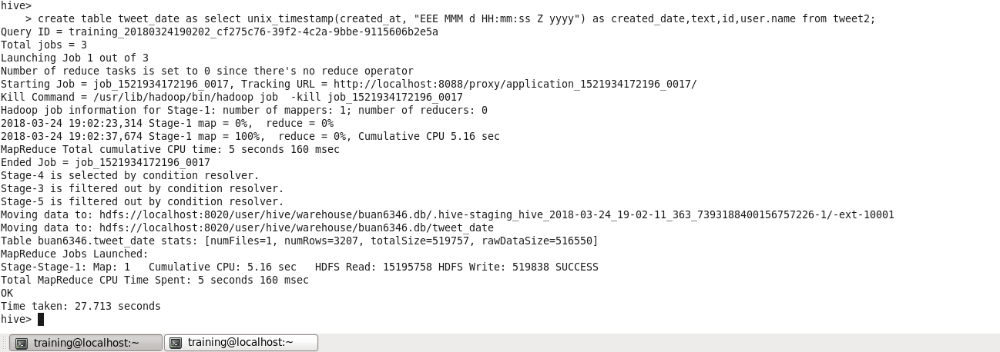 hive>
    > create table tweet_date as select unix_timestamp(created_at, "EEE MMM d HH:mm:ss Z yyyy") as created_date,text,id,user.name from tweet2;
Query ID = training_20180324190202_cf275c76-39f2-4c2a-9bbe-9115606b2e5a
Total jobs = 3
Launching Job 1 out of 3
Number of reduce tasks is set to 0 since there's no reduce operator
Starting Job = job_1521934172196_0017, Tracking URL = http://localhost:8088/proxy/application_1521934172196_0017/
Kill Command = /usr/lib/hadoop/bin/hadoop job  -kill job_1521934172196_0017
Hadoop job information for Stage-1: number of mappers: 1; number of reducers: 0
2018-03-24 19:02:23,314 Stage-1 map = 0%,  reduce = 0%
2018-03-24 19:02:37,674 Stage-1 map = 100%,  reduce = 0%, Cumulative CPU 5.16 sec
MapReduce Total cumulative CPU time: 5 seconds 160 msec
Ended Job = job_1521934172196_0017
Stage-4 is selected by condition resolver.
Stage-3 is filtered out by condition resolver.
Stage-5 is filtered out by condition resolver.
Moving data to: hdfs://localhost:8020/user/hive/warehouse/buan6346.db/.hive-staging_hive_2018-03-24_19-02-11_363_7393188400156757226-1/-ext-10001
Moving data to: hdfs://localhost:8020/user/hive/warehouse/buan6346.db/tweet_date
Table buan6346.tweet_date stats: [numFiles=1, numRows=3207, totalSize=519757, rawDataSize=516550]
MapReduce Jobs Launched:
Stage-Stage-1: Map: 1   Cumulative CPU: 5.16 sec   HDFS Read: 15195758 HDFS Write: 519838 SUCCESS
Total MapReduce CPU Time Spent: 5 seconds 160 msec
OK
Time taken: 27.713 seconds
hive>
training@localhost:~ training@localhost:~